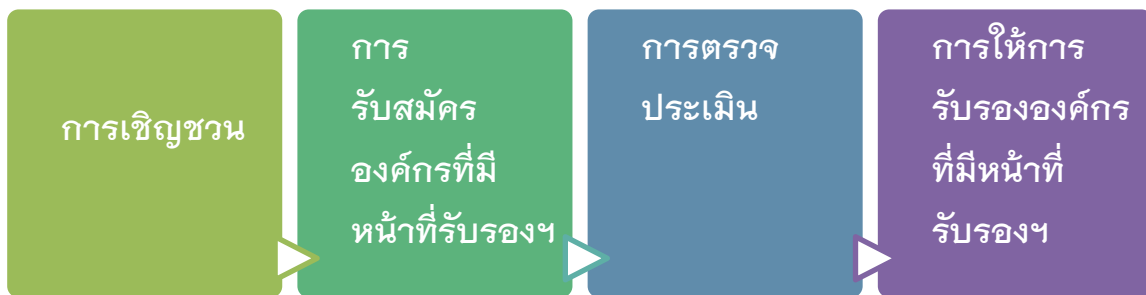 การเชิญชวน
การ
รับสมัคร
องค์กรที่มี
หน้าที่รับรองฯ
การตรวจ
ประเมิน
การให้การ
รับรององค์กร
ที่มีหน้าที่
รับรองฯ